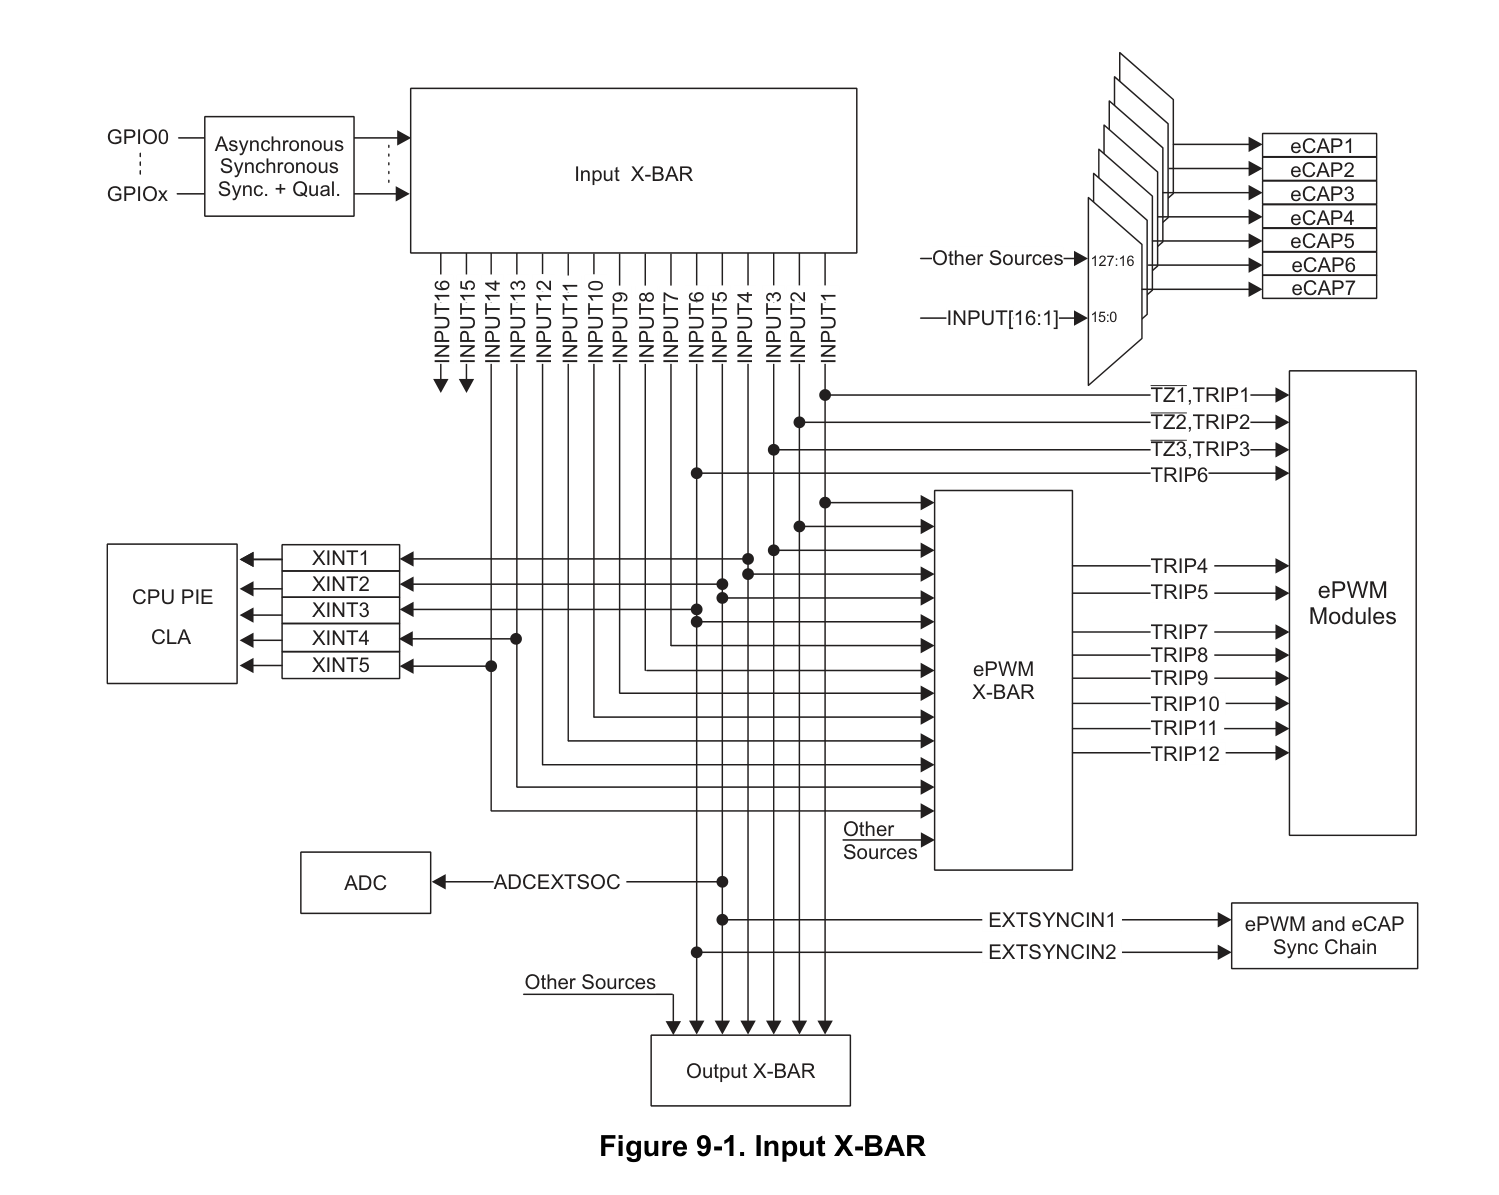 GPIO0
GPIOx
Asynchronous
Synchronous
Sync. + Qual.
Input X-BAR
eCAP1
eCAP2
eCAP3
eCAP4
eCAP5
eCAP6
eCAP7
Other Sources
127:16
INPUT[16:1]
15:0
INPUT16
INPUT15
INPUT14
INPUT13
INPUT12
INPUT11
INPUT10
INPUT9
INPUT8
INPUT7
INPUT6
INPUT5
INPUT4
INPUT3
INPUT2
INPUT1
TZ1,TRIP1
TZ2,TRIP2
TZ3,TRIP3
TRIP6
CPU PIE
CLA
XINT1
XINT2
XINT3
XINT4
XINT5
ePWM
X-BAR
TRIP4
TRIP5
TRIP7
TRIP8
TRIP9
TRIP10
TRIP11
TRIP12
ePWM
Modules
Other
Sources
ADC
ADCEXTSOC
EXTSYNCIN1
EXTSYNCIN2
ePWM and eCAP
Sync Chain
Other Sources
Output X-BAR
Figure 9-1. Input X-BAR